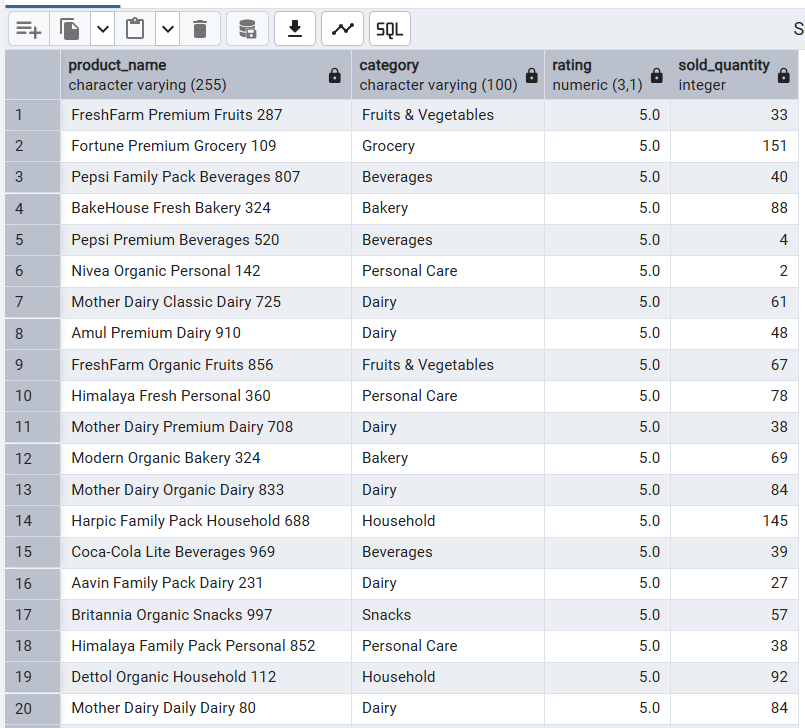 SQL
S
product_name category rating sold_quantity
character varying (255) character varying (100) numeric (3,1) integer
1 FreshFarm Premium Fruits 287 Fruits & Vegetables 5.0 33
2 Fortune Premium Grocery 109 Grocery 5.0 151
3 Pepsi Family Pack Beverages 807 Beverages 5.0 40
4 BakeHouse Fresh Bakery 324 Bakery 5.0 88
5 Pepsi Premium Beverages 520 Beverages 5.0 4
6 Nivea Organic Personal 142 Personal Care 5.0 2
7 Mother Dairy Classic Dairy 725 Dairy 5.0 61
8 Amul Premium Dairy 910 Dairy 5.0 48
9 FreshFarm Organic Fruits 856 Fruits & Vegetables 5.0 67
10 Himalaya Fresh Personal 360 Personal Care 5.0 78
11 Mother Dairy Premium Dairy 708 Dairy 5.0 38
12 Modern Organic Bakery 324 Bakery 5.0 69
13 Mother Dairy Organic Dairy 833 Dairy 5.0 84
14 Harpic Family Pack Household 688 Household 5.0 145
15 Coca-Cola Lite Beverages 969 Beverages 5.0 39
16 Aavin Family Pack Dairy 231 Dairy 5.0 27
17 Britannia Organic Snacks 997 Snacks 5.0 57
18 Himalaya Family Pack Personal 852 Personal Care 5.0 38
19 Dettol Organic Household 112 Household 5.0 92
20 Mother Dairy Daily Dairy 80 Dairy 5.0 84